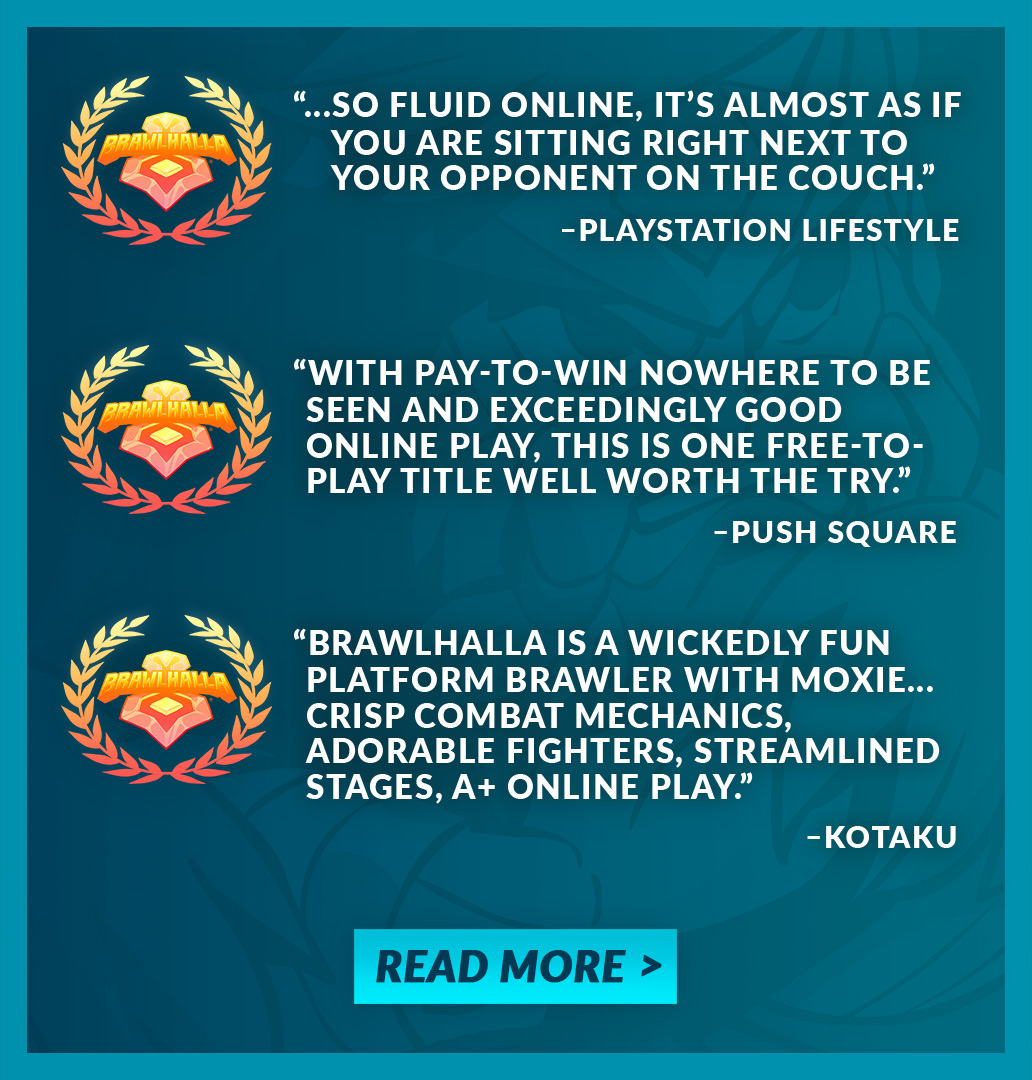 BRAWLHALLA
“...SO FLUID ONLINE, IT’S ALMOST AS IF
YOU ARE SITTING RIGHT NEXT TO
YOUR OPPONENT ON THE COUCH.”
–PLAYSTATION LIFESTYLE
BRAWLHALLA
“WITH PAY-TO-WIN NOWHERE TO BE
SEEN AND EXCEEDINGLY GOOD
ONLINE PLAY, THIS IS ONE FREE-TO-
PLAY TITLE WELL WORTH THE TRY.”
–PUSH SQUARE
BRAWLHALLA
“BRAWLHALLA IS A WICKEDLY FUN
PLATFORM BRAWLER WITH MOXIE...
CRISP COMBAT MECHANICS,
ADORABLE FIGHTERS, STREAMLINED
STAGES, A+ ONLINE PLAY.”
–KOTAKU
READ MORE >